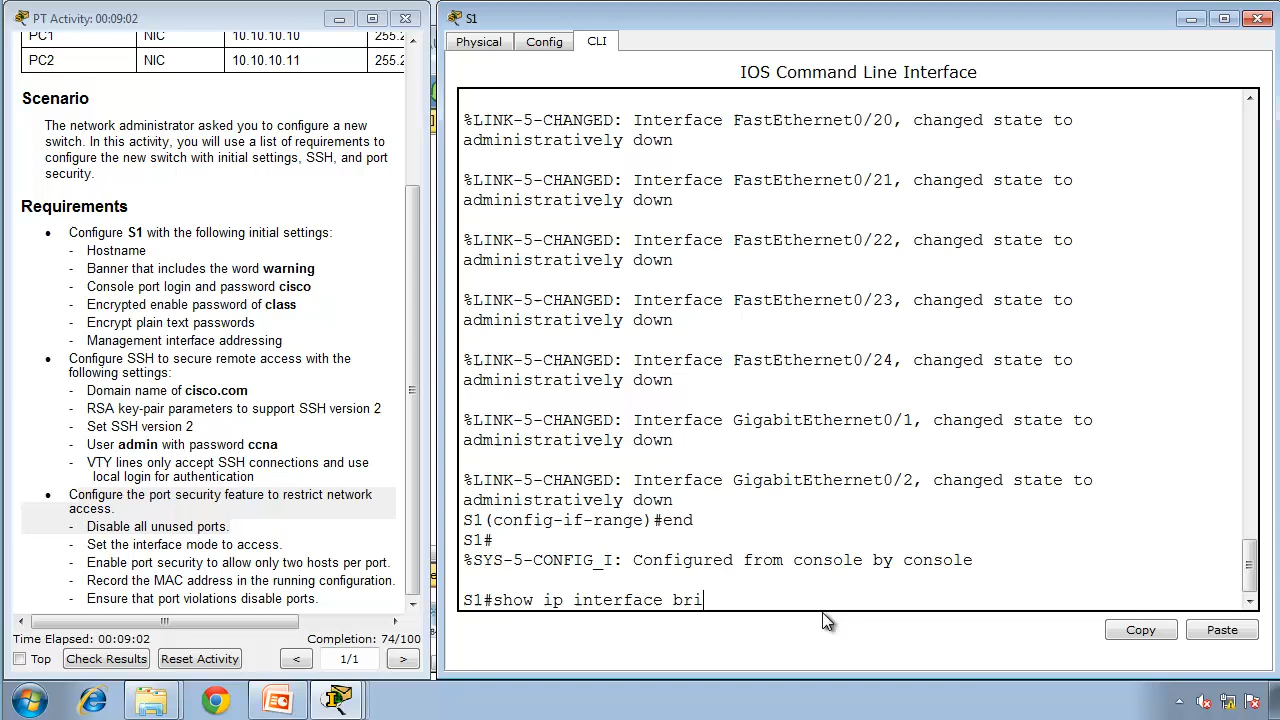 PT Activity: 00:09:02
PC1 NIC 10.10.10.10 255.2
PC2 NIC 10.10.10.11 255.2
Scenario
The network administrator asked you to configure a new
switch. In this activity, you will use a list of requirements to
configure the new switch with initial settings, SSH, and port
security.
Requirements
• Configure S1 with the following initial settings:
- Hostname
- Banner that includes the word warning
- Console port login and password cisco
- Encrypted enable password of class
- Encrypt plain text passwords
- Management interface addressing
• Configure SSH to secure remote access with the
following settings:
- Domain name of cisco.com
- RSA key-pair parameters to support SSH version 2
- Set SSH version 2
- User admin with password ccna
- VTY lines only accept SSH connections and use
local login for authentication
• Configure the port security feature to restrict network
access.
- Disable all unused ports.
- Set the interface mode to access.
- Enable port security to allow only two hosts per port.
- Record the MAC address in the running configuration.
- Ensure that port violations disable ports.
Time Elapsed: 00:09:02 Completion: 74/100
Top Check Results Reset Activity < 1/1 >
S1
Physical Config CLI
IOS Command Line Interface
%LINK-5-CHANGED: Interface FastEthernet0/20, changed state to
administratively down
%LINK-5-CHANGED: Interface FastEthernet0/21, changed state to
administratively down
%LINK-5-CHANGED: Interface FastEthernet0/22, changed state to
administratively down
%LINK-5-CHANGED: Interface FastEthernet0/23, changed state to
administratively down
%LINK-5-CHANGED: Interface FastEthernet0/24, changed state to
administratively down
%LINK-5-CHANGED: Interface GigabitEthernet0/1, changed state to
administratively down
%LINK-5-CHANGED: Interface GigabitEthernet0/2, changed state to
administratively down
S1(config-if-range)#end
S1#
%SYS-5-CONFIG_I: Configured from console by console
S1#show ip interface bri
Copy Paste